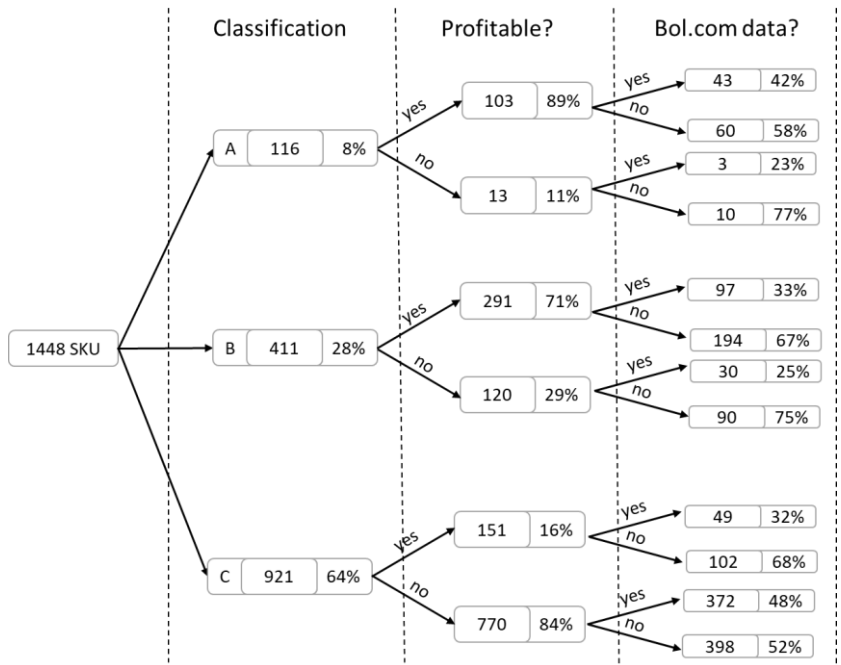 Classification Profitable? Bol.com data?
yes 43 42%
yes 103 89% no
60 58%
A 116 8% yes 3 23%
no 13 11% no
10 77%
yes 97 33%
yes 291 71% no
194 67%
1448 SKU B 411 28% yes 30 25%
no 120 29% no
90 75%
yes 49 32%
yes 151 16% no
102 68%
C 921 64% yes 372 48%
no 770 84% no
398 52%